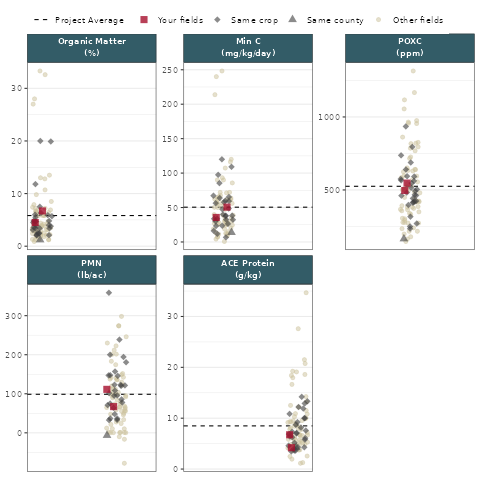 Project Average Your fields Same crop Same county Other fields
Organic Matter
(%)
Min C
(mg/kg/day)
POXC
(ppm)
30
20
10
0
250
200
150
100
50
0
1000
500
PMN
(lb/ac)
ACE Protein
(g/kg)
300
200
100
0
30
20
10
0